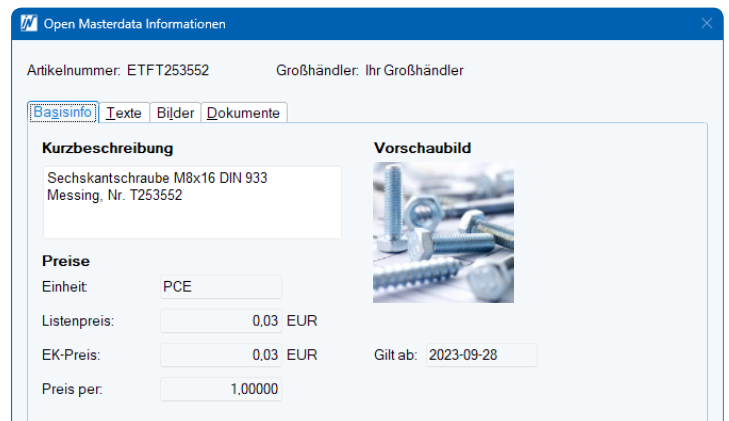 Open Masterdata Informationen
Artikelnummer: ETFT253552 Großhändler: Ihr Großhändler
Basisinfo Texte Bilder Dokumente
Kurzbeschreibung Vorschaubild
Sechskantschraube M8x16 DIN 933
Messing, Nr. T253552
Preise
Einheit: PCE
Listenpreis: 0,03 EUR
EK-Preis: 0,03 EUR Gilt ab: 2023-09-28
Preis per: 1,00000